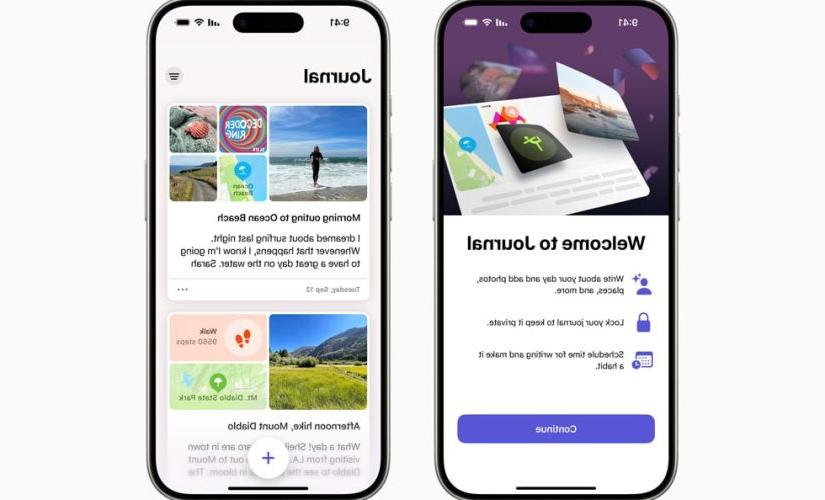 9:41
Journal
DECODER
RING
SLATE
Ocean
Beach
Morning outing to Ocean Beach
I dreamed about surfing last night.
Whenever that happens, I know I'm going
to have a great day on the water. Sarah
Tuesday, Sep 12
Walk
9560 steps
Mt. Diablo State Park
Afternoon hike, Mount Diablo
What a day! are in town
visiting from LA. out to Mount
Diablo to see the in bloom. The
9:41
Welcome to Journal
Write about your day and add photos,
places, and more.
Lock your journal to keep it private.
Schedule time for writing and make it
a habit.
Continue